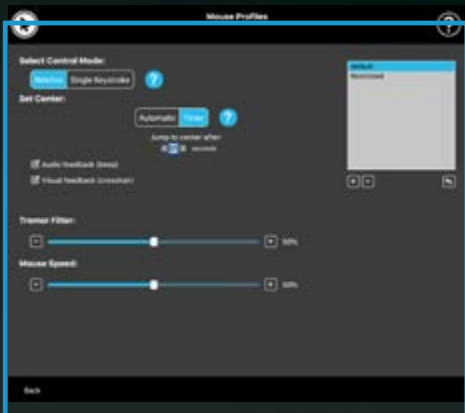 Mouse Profiles
Select Control Mode:
Relative Single Keystroke ?
Set Center:
Automatic Timer ?
Jump to center after:
seconds
Audio feedback (beep)
Visual feedback (crosshair)
Default
Tremor Filter:
50%
Mouse Speed:
50%
Back